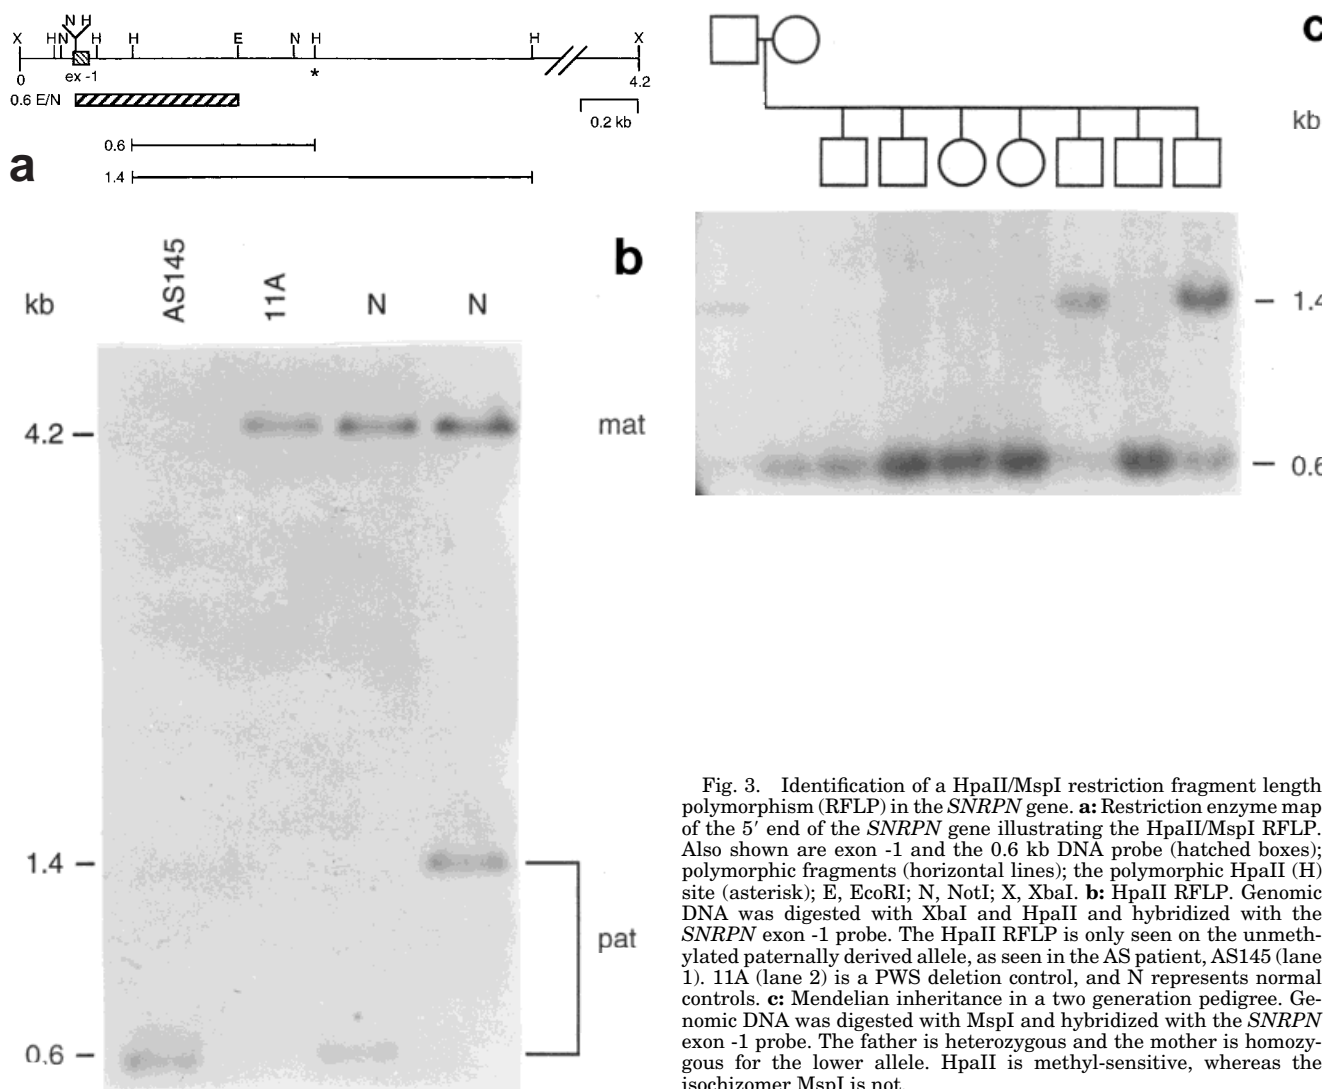 N H
X H N H H E N H H X
0 ex -1 * 4.2
0.6 E/N
0.2 kb
0.6
1.4
a
b
kb AS145 11A N N
4.2 mat
1.4
pat
0.6
c
kb
1.4
0.6
Fig. 3. Identification of a HpaII/MspI restriction fragment length
polymorphism (RFLP) in the SNRPN gene. a: Restriction enzyme map
of the 5′ end of the SNRPN gene illustrating the HpaII/MspI RFLP.
Also shown are exon -1 and the 0.6 kb DNA probe (hatched boxes);
polymorphic fragments (horizontal lines); the polymorphic HpaII (H)
site (asterisk); E, EcoRI; N, NotI; X, XbaI. b: HpaII RFLP. Genomic
DNA was digested with XbaI and HpaII and hybridized with the
SNRPN exon -1 probe. The HpaII RFLP is only seen on the unmeth-
ylated paternally derived allele, as seen in the AS patient, AS145 (lane
1). 11A (lane 2) is a PWS deletion control, and N represents normal
controls. c: Mendelian inheritance in a two generation pedigree. Ge-
nomic DNA was digested with MspI and hybridized with the SNRPN
exon -1 probe. The father is heterozygous and the mother is homozy-
gous for the lower allele. HpaII is methyl-sensitive, whereas the
isochizomer MspI is not.